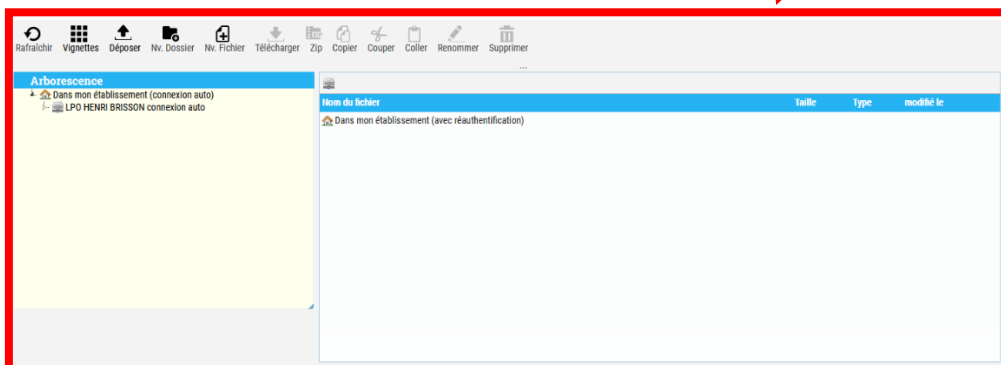 Rafraîchir Vignettes Déposer Nv. Dossier Nv. Fichier Télécharger Zip Copier Couper Coller Renommer Supprimer
...
Arborescence
Dans mon établissement (connexion auto)
LPO HENRI BRISSON connexion auto
Nom du fichier Taille Type modifié le
Dans mon établissement (avec réauthentification)